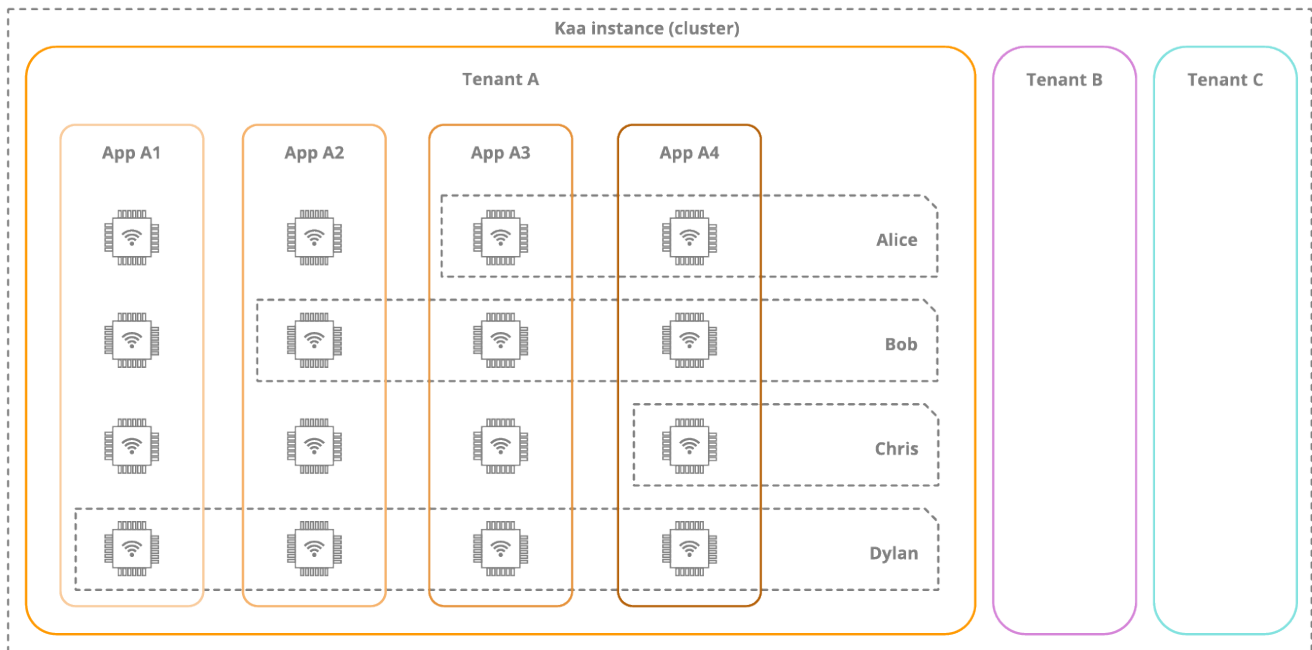 Kaa instance (cluster)
Tenant A
Tenant B
Tenant C
App A1
App A2
App A3
App A4
Alice
Bob
Chris
Dylan